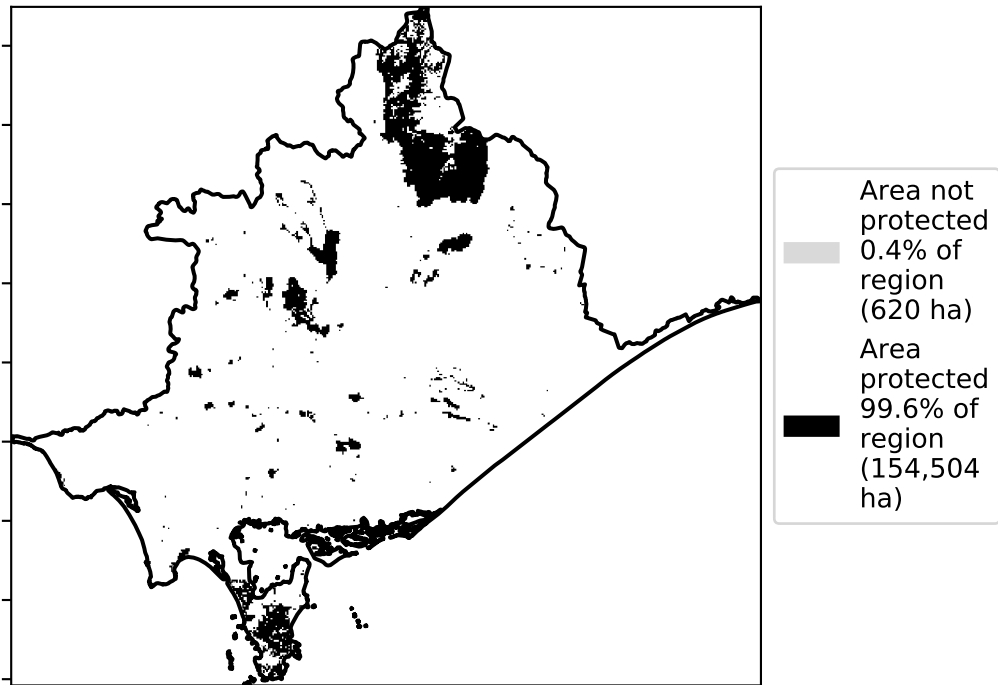 Area not
protected
0.4% of
region
(620 ha)
Area
protected
99.6% of
region
(154,504
ha)